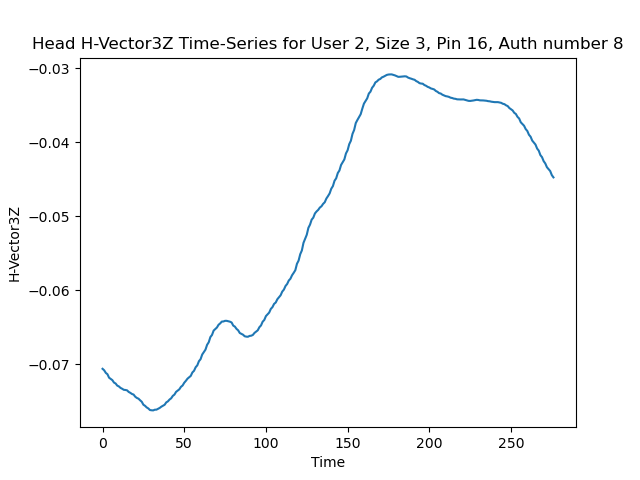 Head H-Vector3Z Time-Series for User 2, Size 3, Pin 16, Auth number 8
−0.03
−0.04
−0.05
−0.06
−0.07
H-Vector3Z
0 50 100 150 200 250
Time